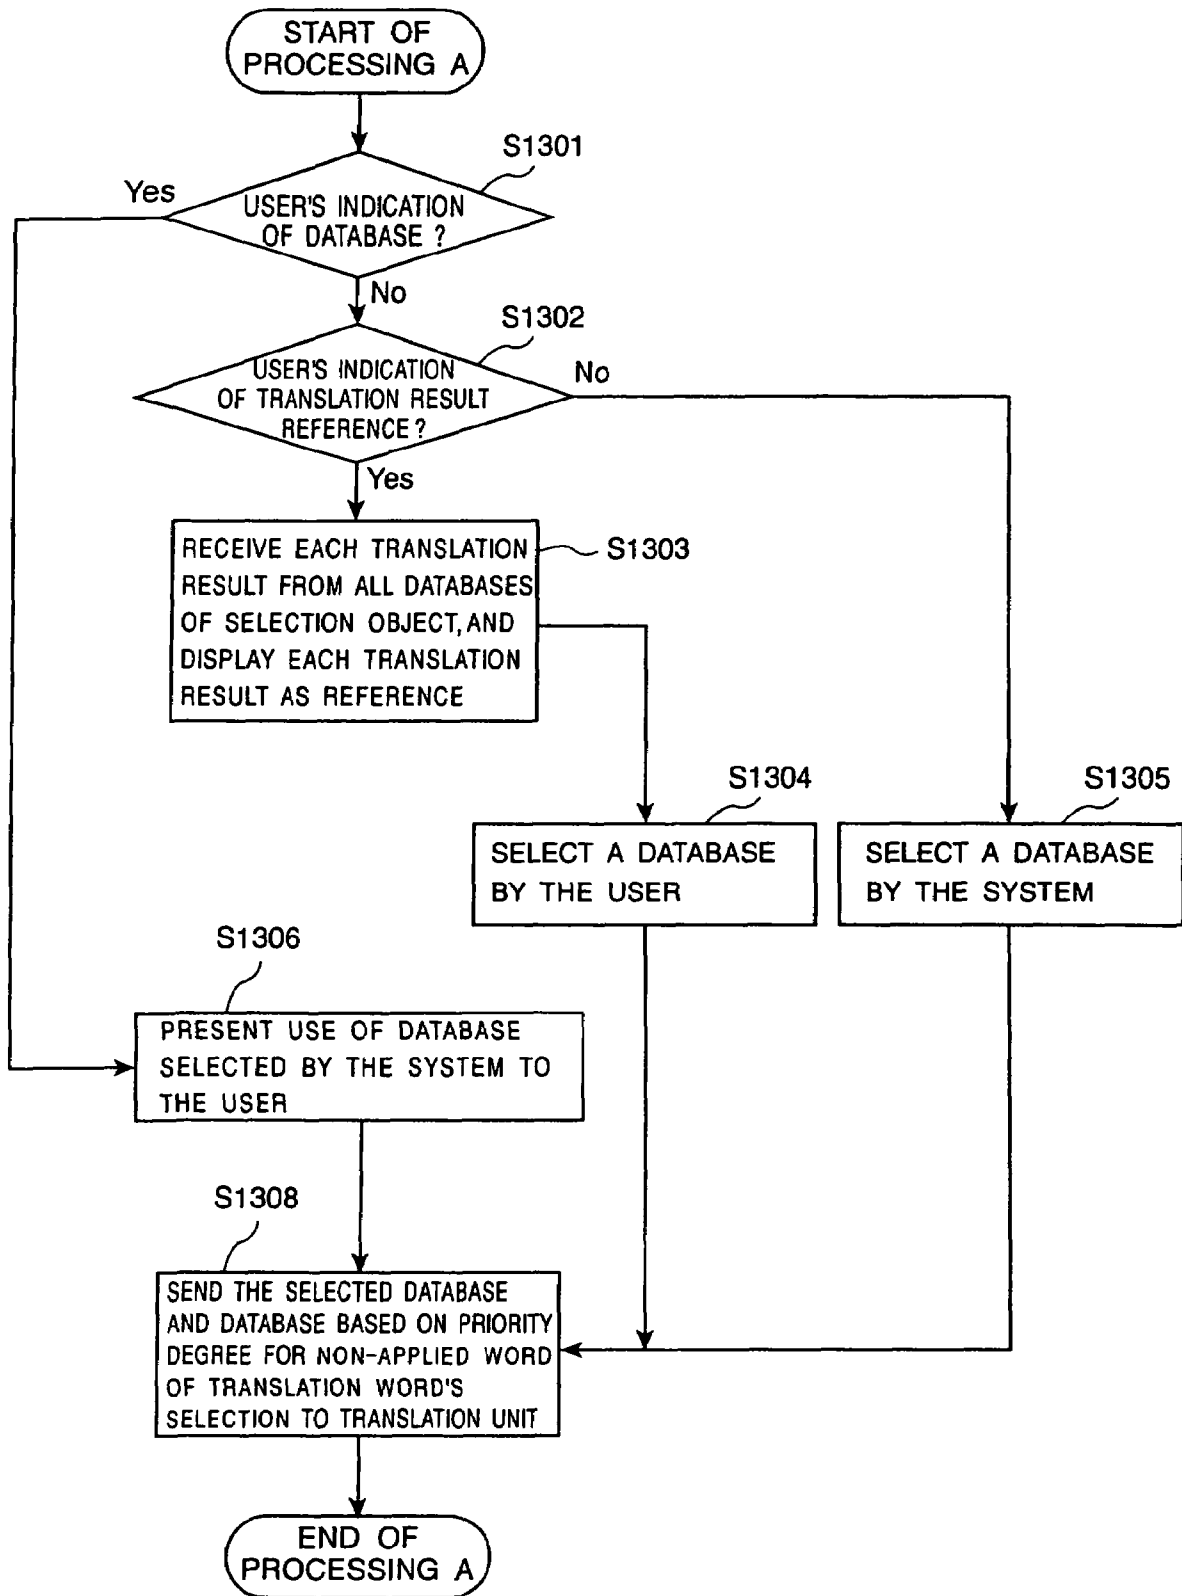 START OF
PROCESSING A
S1301
Yes
USER'S INDICATION
OF DATABASE ?
No
S1302
USER'S INDICATION
OF TRANSLATION RESULT
REFERENCE?
No
Yes
RECEIVE EACH TRANSLATION
RESULT FROM ALL DATABASES
OF SELECTION OBJECT, AND
DISPLAY EACH TRANSLATION
RESULT AS REFERENCE
S1303
S1304
SELECT A DATABASE
BY THE USER
S1305
SELECT A DATABASE
BY THE SYSTEM
S1306
PRESENT USE OF DATABASE
SELECTED BY THE SYSTEM TO
THE USER
S1308
SEND THE SELECTED DATABASE
AND DATABASE BASED ON PRIORITY
DEGREE FOR NON-APPLIED WORD
OF TRANSLATION WORD'S
SELECTION TO TRANSLATION UNIT
END OF
PROCESSING A